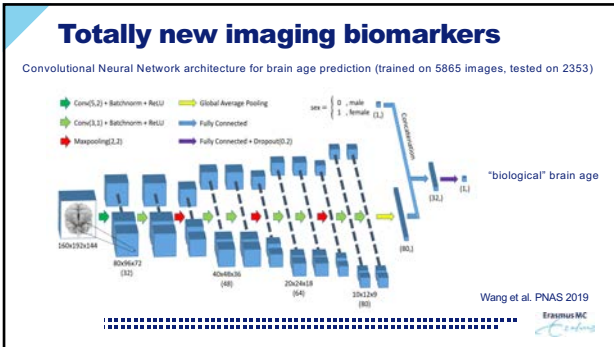 Totally new imaging biomarkers
Convolutional Neural Network architecture for brain age prediction (trained on 5865 images, tested on 2353)
Conv(5,2) + Batchnorm + ReLU
Global Average Pooling
sex = { 0 , male
1 , female
(1,)
Conv(3,1) + Batchnorm + ReLU
Fully Connected
Maxpooling(2,2)
Fully Connected + Dropout(0.2)
Concatenation
"biological" brain age
(32,)
(1,)
160x192x144
80x96x72
(32)
40x48x36
(48)
20x24x18
(64)
10x12x9
(80)
(80,)
Wang et al. PNAS 2019
Erasmus MC
Erasmus